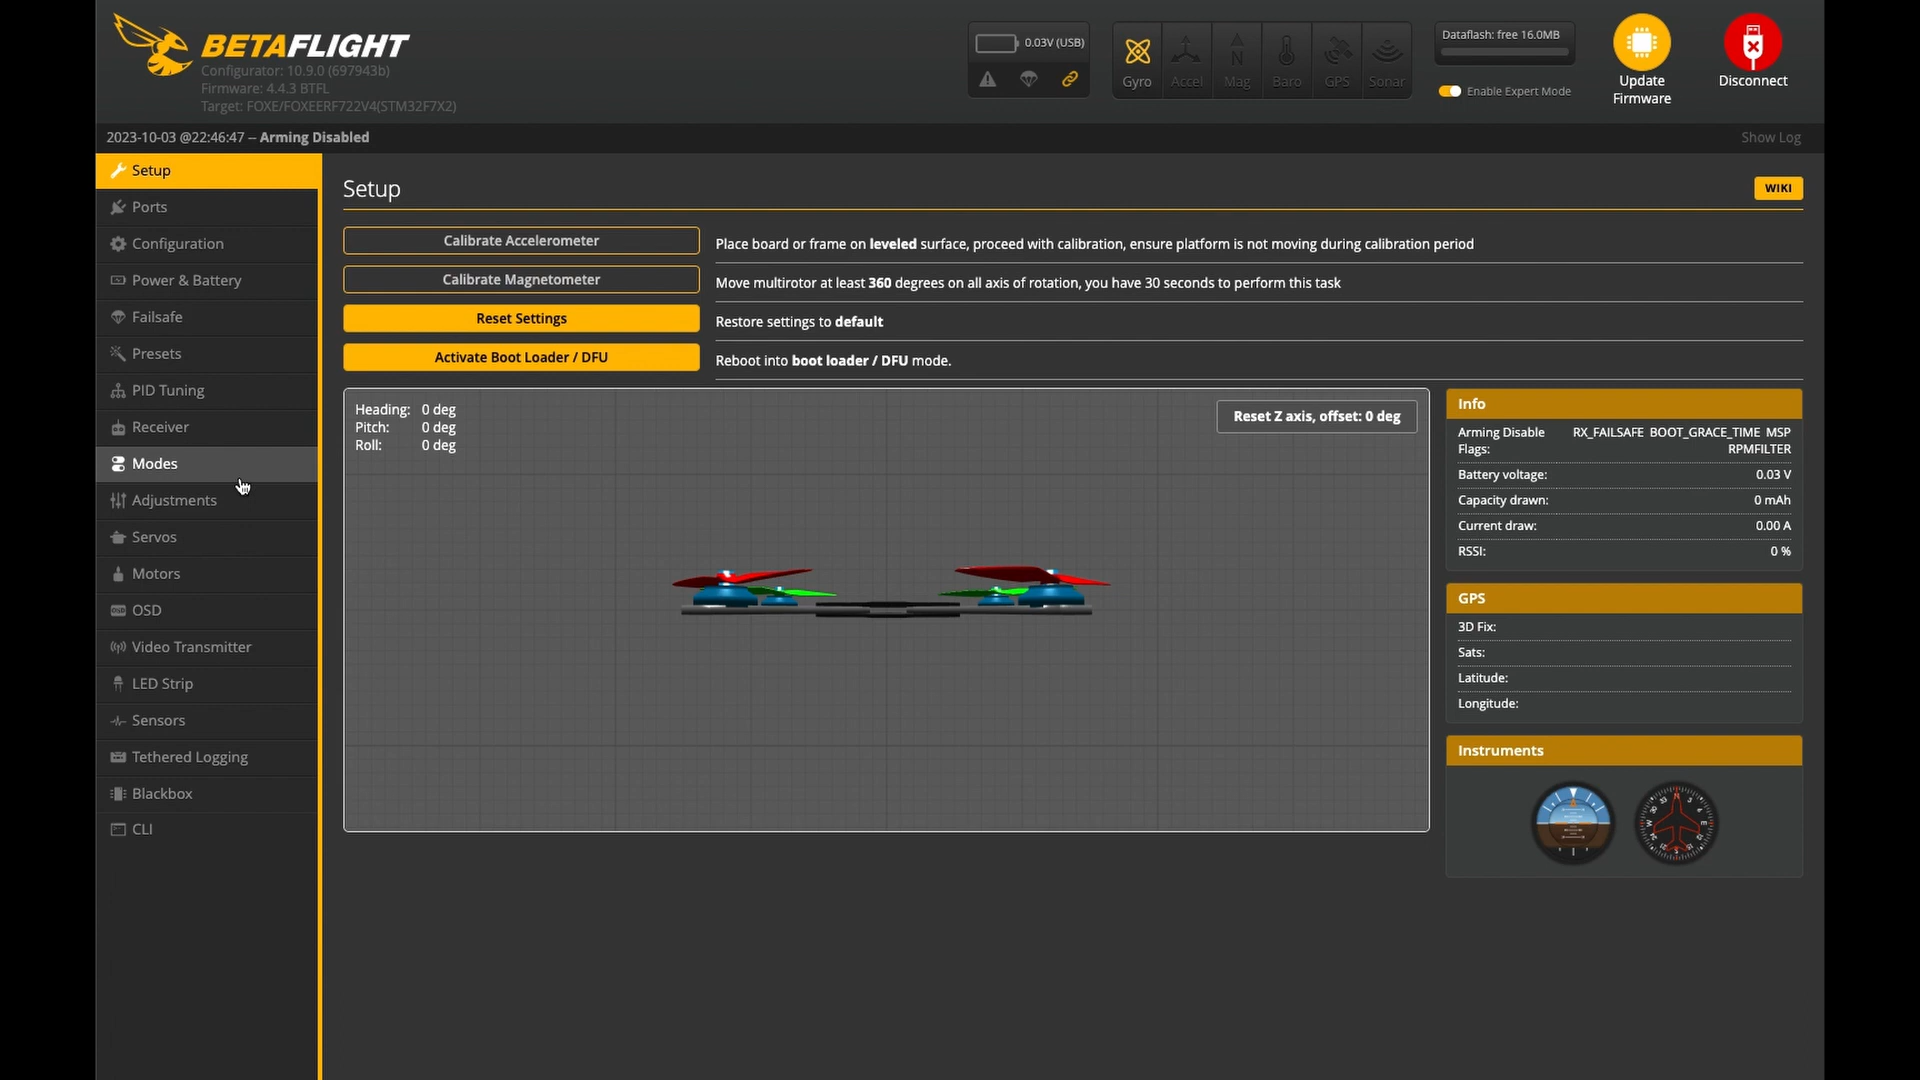 BETAFLIGHT
Configurator: 10.9.0 (697943b)
Firmware: 4.4.3 BTFL
Target: FOXE/FOXEERF722V4(STM32F7X2)
0.03V (USB)
Gyro
Accel
Mag
Baro
GPS
Sonar
Dataflash: free 16.0MB
Enable Expert Mode
Update
Firmware
Disconnect
2023-10-03 @22:46:47 -- Arming Disabled
Show Log
Setup
Ports
Configuration
Power & Battery
Failsafe
Presets
PID Tuning
Receiver
Modes
Adjustments
Servos
Motors
OSD
Video Transmitter
LED Strip
Sensors
Tethered Logging
Blackbox
CLI
Setup
WIKI
Calibrate Accelerometer
Place board or frame on leveled surface, proceed with calibration, ensure platform is not moving during calibration period
Calibrate Magnetometer
Move multirotor at least 360 degrees on all axis of rotation, you have 30 seconds to perform this task
Reset Settings
Restore settings to default
Activate Boot Loader / DFU
Reboot into boot loader / DFU mode.
Heading: 0 deg
Pitch: 0 deg
Roll: 0 deg
Reset Z axis, offset: 0 deg
Info
Arming Disable RX_FAILSAFE BOOT_GRACE_TIME MSP
Flags: RPMFILTER
Battery voltage: 0.03 V
Capacity drawn: 0 mAh
Current draw: 0.00 A
RSSI: 0 %
GPS
3D Fix:
Sats:
Latitude:
Longitude:
Instruments